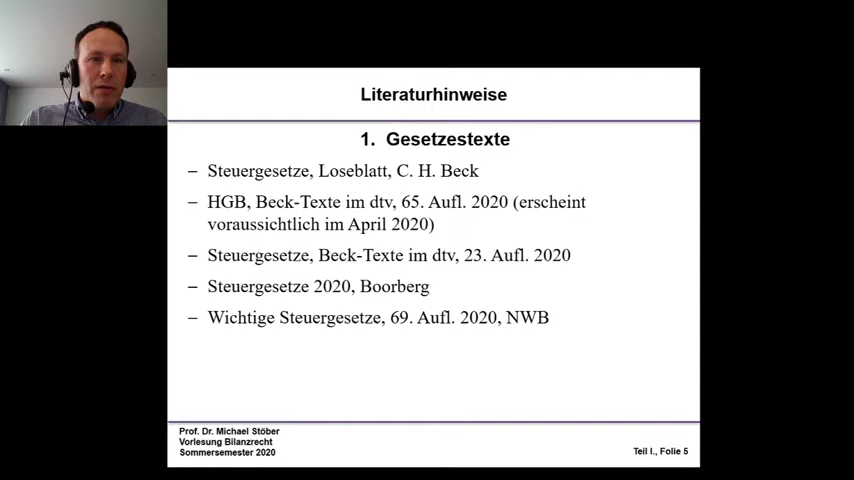 Literaturhinweise
1. Gesetzestexte
– Steuergesetze, Loseblatt, C. H. Beck
– HGB, Beck-Texte im dtv, 65. Aufl. 2020 (erscheint
voraussichtlich im April 2020)
– Steuergesetze, Beck-Texte im dtv, 23. Aufl. 2020
– Steuergesetze 2020, Boorberg
– Wichtige Steuergesetze, 69. Aufl. 2020, NWB
Prof. Dr. Michael Stöber
Vorlesung Bilanzrecht
Sommersemester 2020
Teil I., Folie 5